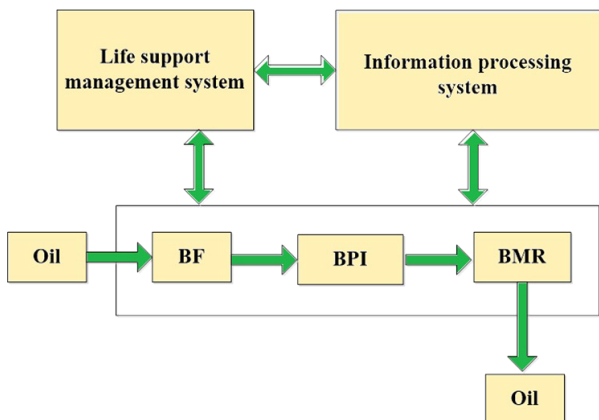 Life support
management system
Information processing
system
Oil
BF
BPI
BMR
Oil